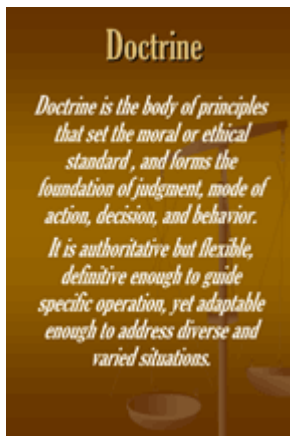 Doctrine
Doctrine is the body of principles
that set the moral or ethical
standard , and forms the
foundation of judgment, mode of
action, decision, and behavior.
It is authoritative but flexible,
definitive enough to guide
specific operation, yet adaptable
enough to address diverse and
varied situations.